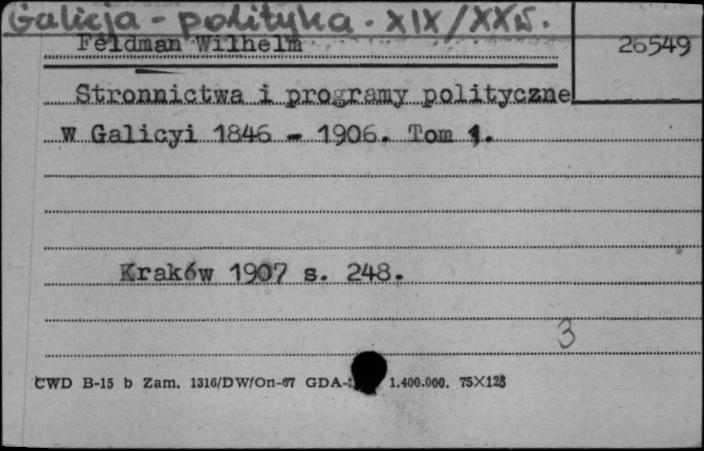 Galicja - polityka. XIX/XXw.
Feldman Wilhelm
26549
Stronnictwa i programy polityczne
w Galicyi 1846 - 1906. Tom 1.
Kraków 1907 s. 248.
3
CWD B-15 b Zam. 1316/DW/On-67 GDA- 1.400.000. 75X125